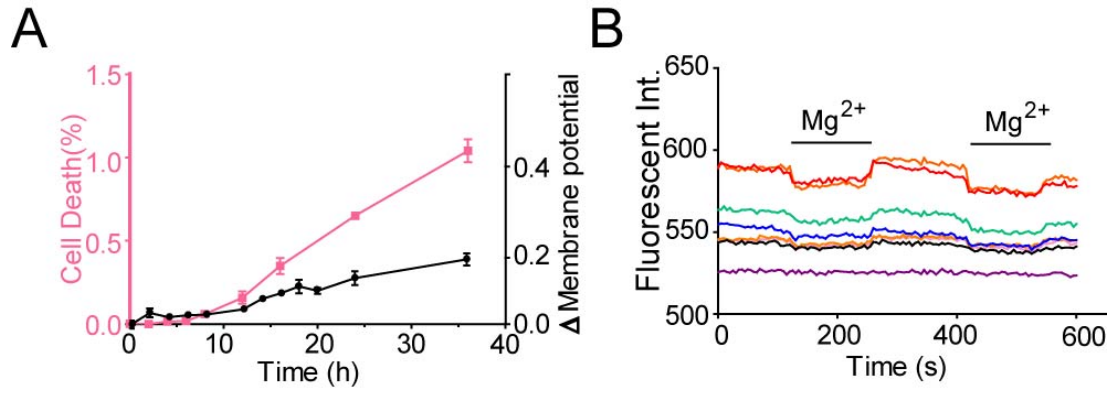 A
B
Cell Death(%)
1.5
1.0
0.5
0.0
0
10
20
30
40
Time (h)
0.4
0.2
0.0
Δ Membrane potential
Fluorescent Int.
650
600
550
500
Mg2+
Mg2+
0
200
400
600
Time (s)